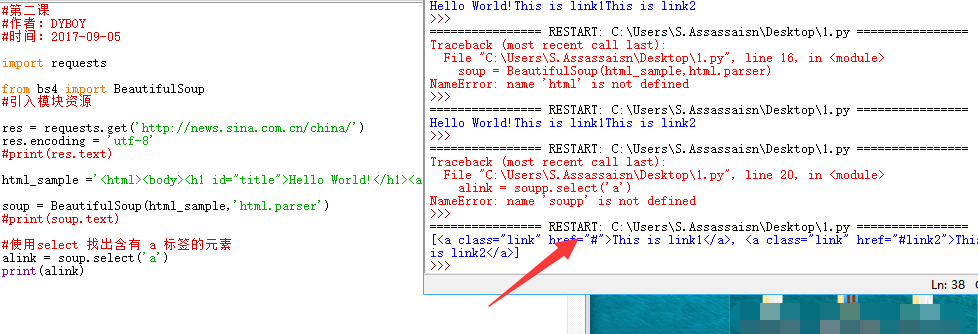 #第二课
#作者：DYBOY
#时间：2017-09-05
import requests
from bs4 import BeautifulSoup
#引入模块资源
res = requests.get('http://news.sina.com.cn/china/')
res.encoding = 'utf-8'
#print(res.text)
html_sample ='<html><body><h1 id="title">Hello World!</h1><a
soup = BeautifulSoup(html_sample,'html.parser')
#print(soup.text)
#使用select 找出含有 a 标签的元素
alink = soup.select('a')
print(alink)
Hello World!This is link1This is link2
>>>
================ RESTART: C:\Users\S.Assassaisn\Desktop\1.py ================
Traceback (most recent call last):
File "C:\Users\S.Assassaisn\Desktop\1.py", line 16, in <module>
soup = BeautifulSoup(html_sample,html.parser)
NameError: name 'html' is not defined
>>>
================ RESTART: C:\Users\S.Assassaisn\Desktop\1.py ================
Hello World!This is link1This is link2
>>>
================ RESTART: C:\Users\S.Assassaisn\Desktop\1.py ================
Traceback (most recent call last):
File "C:\Users\S.Assassaisn\Desktop\1.py", line 20, in <module>
alink = soupp.select('a')
NameError: name 'soupp' is not defined
>>>
================ RESTART: C:\Users\S.Assassaisn\Desktop\1.py ================
[<a class="link" href="#">This is link1</a>, <a class="link" href="#link2">This
is link2</a>]
>>>
Ln: 38